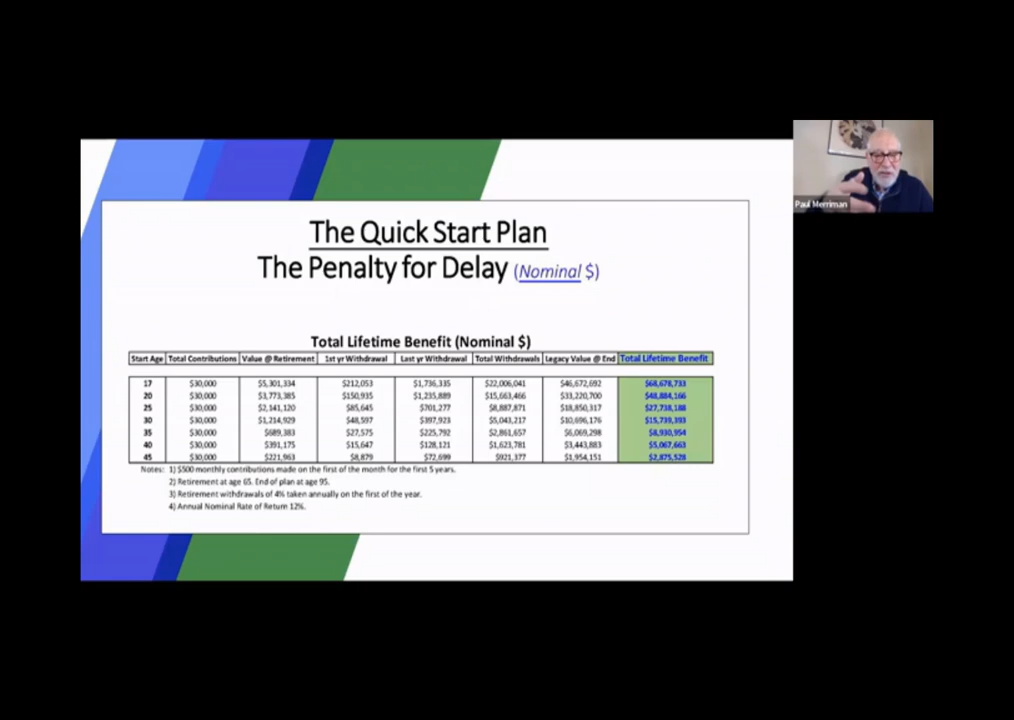 The Quick Start Plan
The Penalty for Delay (Nominal $)
Paul Merriman
Total Lifetime Benefit (Nominal $)
Start Age Total Contributions Value @ Retirement 1st yr Withdrawal Last yr Withdrawal Total Withdrawals Legacy Value @ End Total Lifetime Benefit
17 $30,000 $5,301,334 $212,053 $1,736,335 $22,006,041 $46,672,692 $68,678,733
20 $30,000 $3,773,385 $150,935 $1,235,889 $15,663,466 $33,220,700 $48,884,166
25 $30,000 $2,141,120 $85,645 $701,277 $8,887,871 $18,850,317 $27,738,188
30 $30,000 $1,214,929 $48,597 $397,923 $5,043,217 $10,696,176 $15,739,393
35 $30,000 $689,383 $27,575 $225,792 $2,861,657 $6,069,298 $8,930,954
40 $30,000 $391,175 $15,647 $128,121 $1,623,781 $3,443,883 $5,067,663
45 $30,000 $221,963 $8,879 $72,699 $921,377 $1,954,151 $2,875,528
Notes: 1) $500 monthly contributions made on the first of the month for the first 5 years.
2) Retirement at age 65. End of plan at age 95.
3) Retirement withdrawals of 4% taken annually on the first of the year.
4) Annual Nominal Rate of Return 12%.